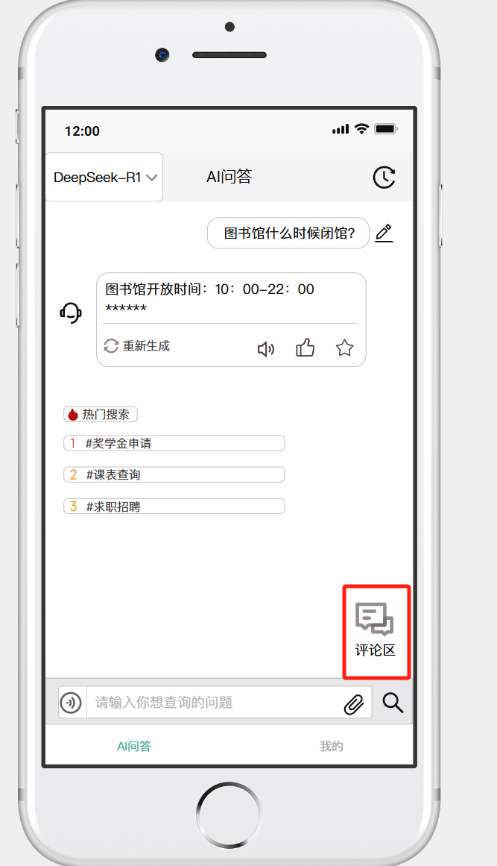 12:00
DeepSeek-R1
AI问答
图书馆什么时候闭馆?
图书馆开放时间：10：00-22：00
******
重新生成
热门搜索
1 #奖学金申请
2 #课表查询
3 #求职招聘
评论区
请输入你想查询的问题
AI问答
我的